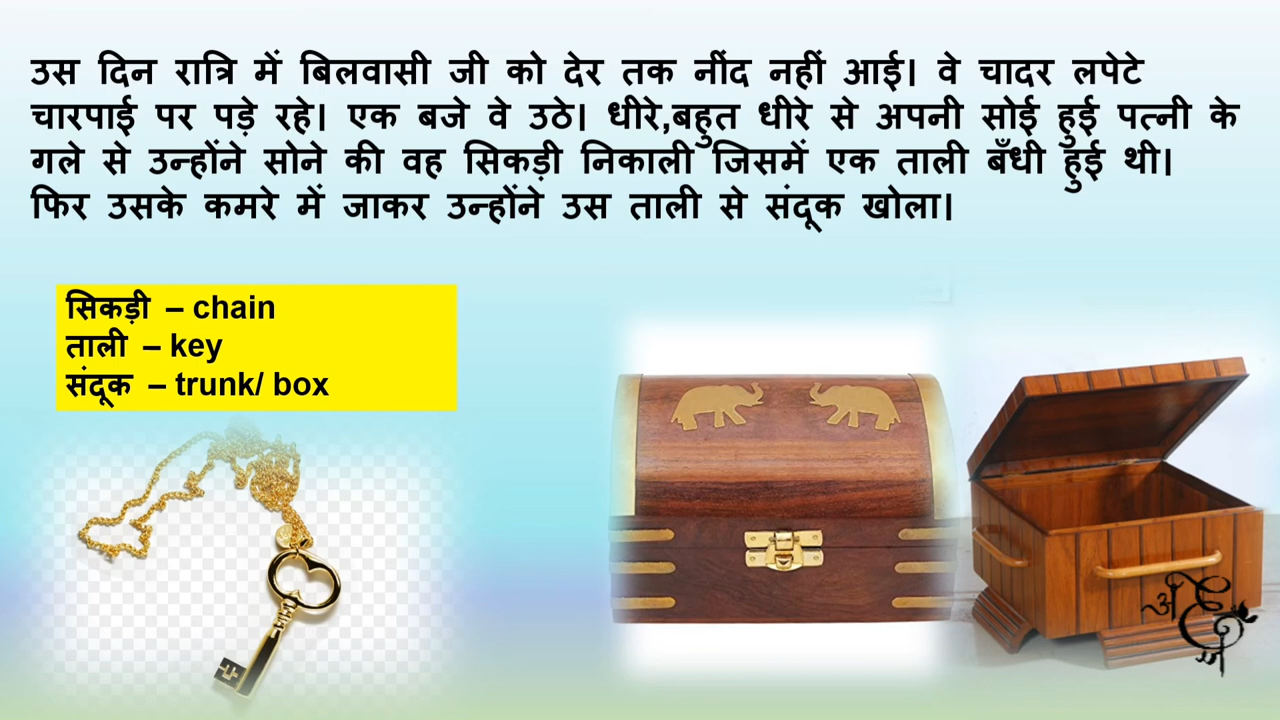 उस दिन रात्रि में बिलवासी जी को देर तक नींद नहीं आई। वे चादर लपेटे
चारपाई पर पड़े रहे। एक बजे वे उठे। धीरे,बहुत धीरे से अपनी सोई हुई पत्नी के
गले से उन्होंने सोने की वह सिकड़ी निकाली जिसमें एक ताली बँधी हुई थी।
फिर उसके कमरे में जाकर उन्होंने उस ताली से संदूक खोला।
सिकड़ी – chain
ताली – key
संदूक – trunk/ box